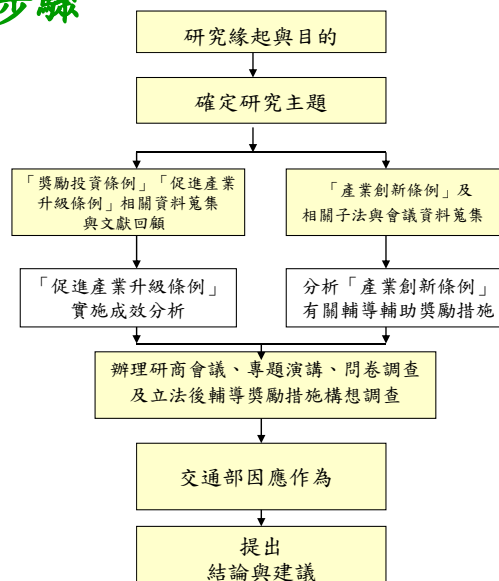 步驟
研究緣起與目的
確定研究主題
「獎勵投資條例」「促進產業
升級條例」相關資料蒐集
與文獻回顧
「產業創新條例」及
相關子法與會議資料蒐集
「促進產業升級條例」
實施成效分析
分析「產業創新條例」
有關輔導輔助獎勵措施
辦理研商會議、專題演講、問卷調查
及立法後輔導獎勵措施構想調查
交通部因應作為
提出
結論與建議